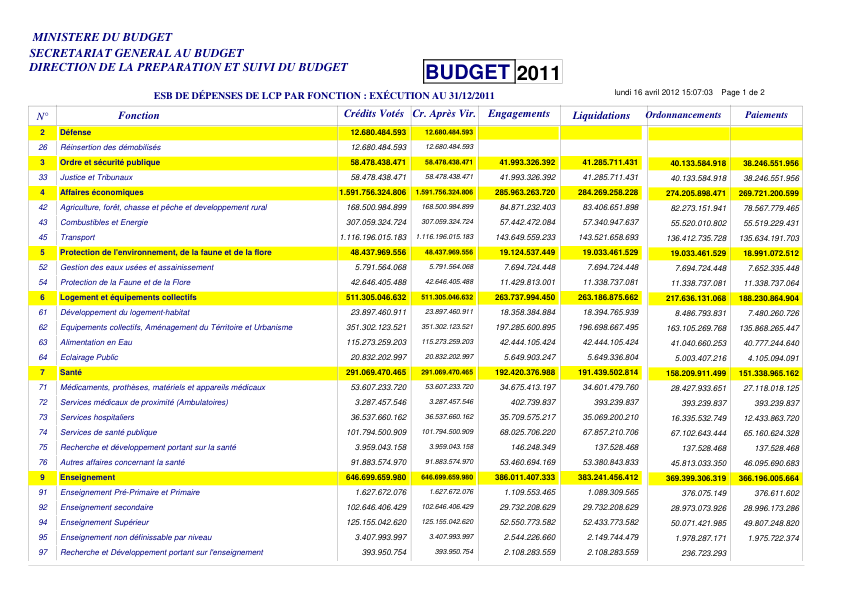 MINISTERE DU BUDGET
SECRETARIAT GENERAL AU BUDGET
DIRECTION DE LA PREPARATION ET SUIVI DU BUDGET
BUDGET 2011
ESB DE DÉPENSES DE LCP PAR FONCTION : EXÉCUTION AU 31/12/2011
lundi 16 avril 2012 15:07:03 Page 1 de 2
N° Fonction Crédits Votés Cr. Après Vir. Engagements Liquidations Ordonnancements Paiements
2 Défense 12.680.484.593 12.680.484.593
26 Réinsertion des démobilisés 12.680.484.593 12.680.484.593
3 Ordre et sécurité publique 58.478.438.471 58.478.438.471 41.993.326.392 41.285.711.431 40.133.584.918 38.246.551.956
33 Justice et Tribunaux 58.478.438.471 58.478.438.471 41.993.326.392 41.285.711.431 40.133.584.918 38.246.551.956
4 Affaires économiques 1.591.756.324.806 1.591.756.324.806 285.963.263.720 284.269.258.228 274.205.898.471 269.721.200.599
42 Agriculture, forêt, chasse et pêche et developpement rural 168.500.984.899 168.500.984.899 84.871.232.403 83.406.651.898 82.273.151.941 78.567.779.465
43 Combustibles et Energie 307.059.324.724 307.059.324.724 57.442.472.084 57.340.947.637 55.520.010.802 55.519.229.431
45 Transport 1.116.196.015.183 1.116.196.015.183 143.649.559.233 143.521.658.693 136.412.735.728 135.634.191.703
5 Protection de l'environnement, de la faune et de la flore 48.437.969.556 48.437.969.556 19.124.537.449 19.033.461.529 19.033.461.529 18.991.072.512
52 Gestion des eaux usées et assainissement 5.791.564.068 5.791.564.068 7.694.724.448 7.694.724.448 7.694.724.448 7.652.335.448
54 Protection de la Faune et de la Flore 42.646.405.488 42.646.405.488 11.429.813.001 11.338.737.081 11.338.737.081 11.338.737.064
6 Logement et équipements collectifs 511.305.046.632 511.305.046.632 263.737.994.450 263.186.875.662 217.636.131.068 188.230.864.904
61 Développement du logement-habitat 23.897.460.911 23.897.460.911 18.358.384.884 18.394.765.939 8.486.793.831 7.480.260.726
62 Equipements collectifs, Aménagement du Térritoire et Urbanisme 351.302.123.521 351.302.123.521 197.285.600.895 196.698.667.495 163.105.269.768 135.868.265.447
63 Alimentation en Eau 115.273.259.203 115.273.259.203 42.444.105.424 42.444.105.424 41.040.660.253 40.777.244.640
64 Eclairage Public 20.832.202.997 20.832.202.997 5.649.903.247 5.649.336.804 5.003.407.216 4.105.094.091
7 Santé 291.069.470.465 291.069.470.465 192.420.376.988 191.439.502.814 158.209.911.499 151.338.965.162
71 Médicaments, prothèses, matériels et appareils médicaux 53.607.233.720 53.607.233.720 34.675.413.197 34.601.479.760 28.427.933.651 27.118.018.125
72 Services médicaux de proximité (Ambulatoires) 3.287.457.546 3.287.457.546 402.739.837 393.239.837 393.239.837 393.239.837
73 Services hospitaliers 36.537.660.162 36.537.660.162 35.709.575.217 35.069.200.210 16.335.532.749 12.433.863.720
74 Services de santé publique 101.794.500.909 101.794.500.909 68.025.706.220 67.857.210.706 67.102.643.444 65.160.624.328
75 Recherche et développement portant sur la santé 3.959.043.158 3.959.043.158 146.248.349 137.528.468 137.528.468 137.528.468
76 Autres affaires concernant la santé 91.883.574.970 91.883.574.970 53.460.694.169 53.380.843.833 45.813.033.350 46.095.690.683
9 Enseignement 646.699.659.980 646.699.659.980 386.011.407.333 383.241.456.412 369.399.306.319 366.196.005.664
91 Enseignement Pré-Primaire et Primaire 1.627.672.076 1.627.672.076 1.109.553.465 1.089.309.565 376.075.149 376.611.602
92 Enseignement secondaire 102.646.406.429 102.646.406.429 29.732.208.629 29.732.208.629 28.973.073.926 28.996.173.286
94 Enseignement Supérieur 125.155.042.620 125.155.042.620 52.550.773.582 52.433.773.582 50.071.421.985 49.807.248.820
95 Enseignement non définissable par niveau 3.407.993.997 3.407.993.997 2.544.226.660 2.149.744.479 1.978.287.171 1.975.722.374
97 Recherche et Développement portant sur l'enseignement 393.950.754 393.950.754 2.108.283.559 2.108.283.559 236.723.293